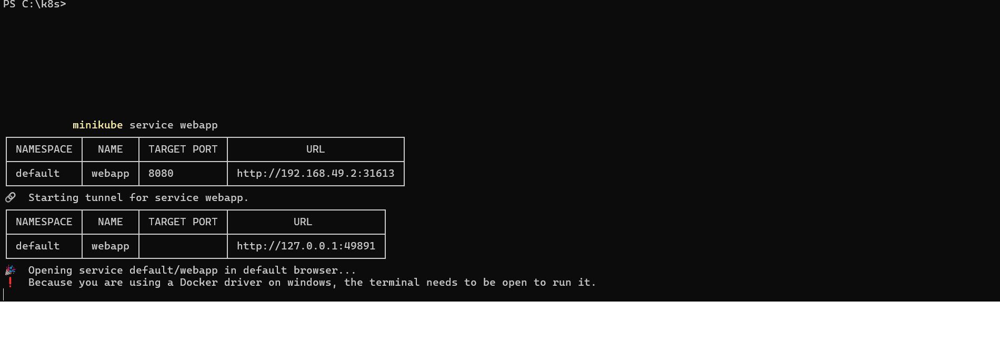 PS C:\k8s>
minikube service webapp
NAMESPACE NAME TARGET PORT URL
default webapp 8080 http://192.168.49.2:31613
🔗 Starting tunnel for service webapp.
NAMESPACE NAME TARGET PORT URL
default webapp http://127.0.0.1:49891
🎉 Opening service default/webapp in default browser...
❗ Because you are using a Docker driver on windows, the terminal needs to be open to run it.